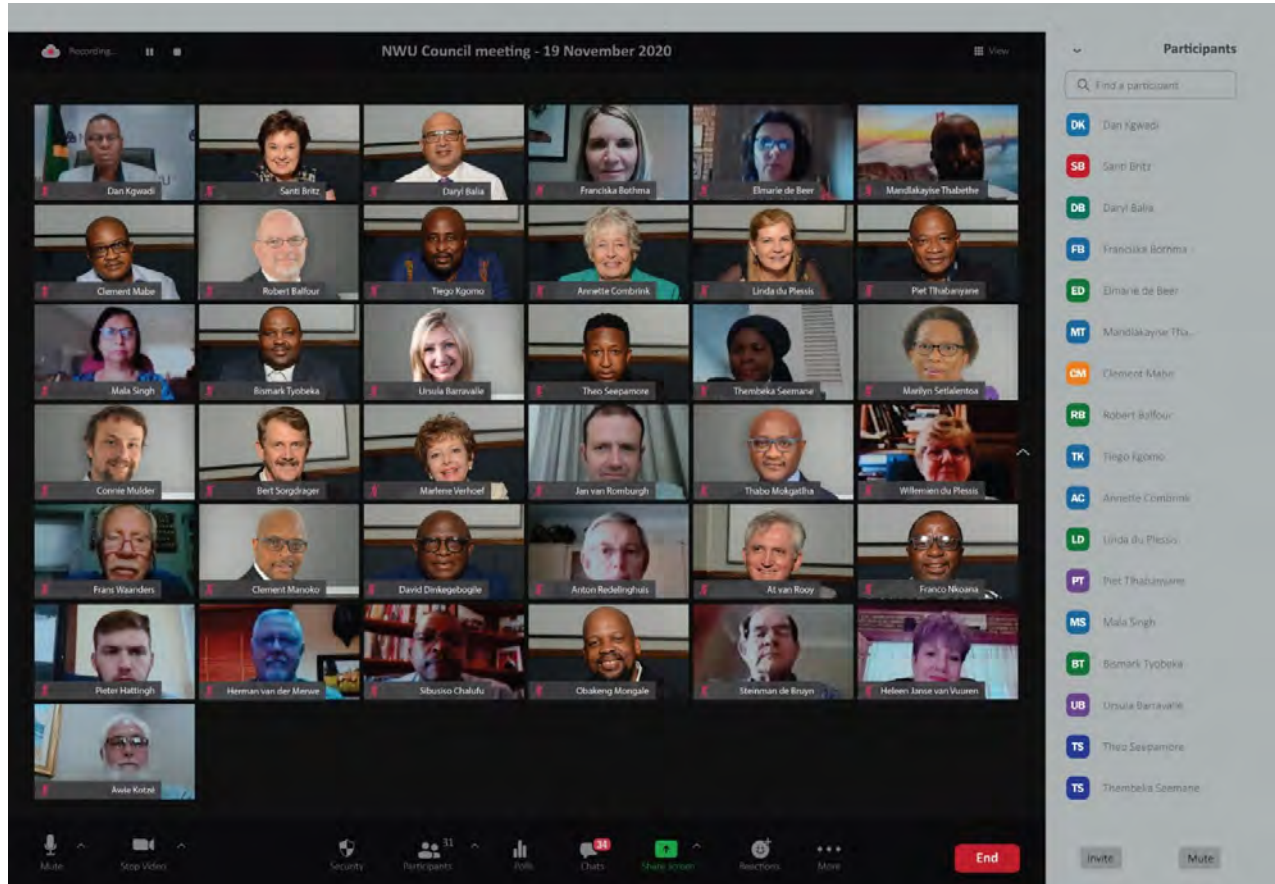 Recording...
NWU Council meeting - 19 November 2020
View
Dan Kgwadi
Santi Britz
Daryl Balia
Franciska Bothma
Elmarie de Beer
Mandlakayise Thabethe
Clement Mabe
Robert Balfour
Tiego Kgomo
Annette Combrink
Linda du Plessis
Piet Tlhabanyane
Mala Singh
Bismark Tyobeka
Ursula Barravalle
Theo Seepamore
Thembeka Seemane
Marilyn Setlalentoa
Connie Mulder
Bert Sorgdrager
Marlene Verhoef
Jan van Romburgh
Thabo Mokgatlha
Willemien du Plessis
Frans Waanders
Clement Manoko
David Dinkegebogile
Anton Redelinghuis
At van Rooy
Franco Nkoana
Pieter Hattingh
Herman van der Merwe
Sibusiso Chalufu
Obakeng Mongale
Steinman de Bruyn
Heleen Janse van Vuuren
Awie Kotzé
Mute
Stop Video
Security
31
Participants
Polls
34
Chats
Share screen
Reactions
More
End
Participants
Find a participant
DK Dan Kgwadi
SB Santi Britz
DB Daryl Balia
FB Franciska Bothma
ED Elmarie de Beer
MT Mandlakayise Tha...
CM Clement Mabe
RB Robert Balfour
TK Tiego Kgomo
AC Annette Combrink
LD Linda du Plessis
PT Piet Tlhabanyane
MS Mala Singh
BT Bismark Tyobeka
UB Ursula Barravalle
TS Theo Seepamore
TS Thembeka Seemane
Invite
Mute